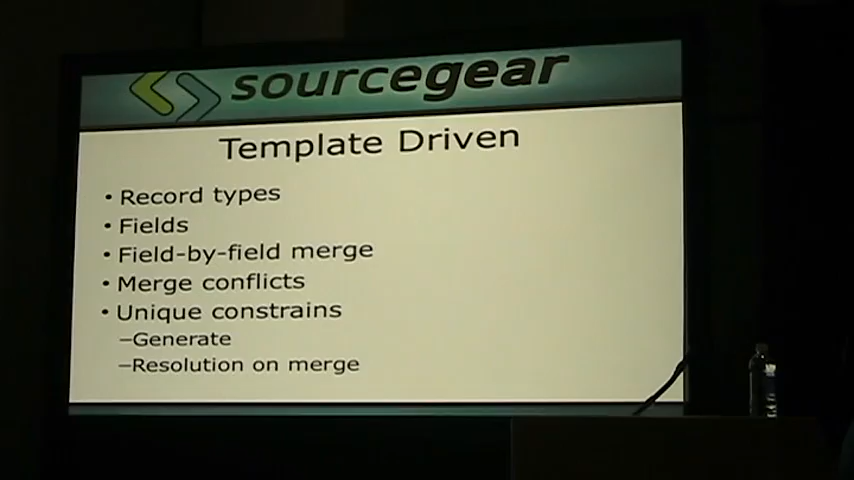 sourcegear
Template Driven
• Record types
• Fields
• Field-by-field merge
• Merge conflicts
• Unique constrains
–Generate
–Resolution on merge